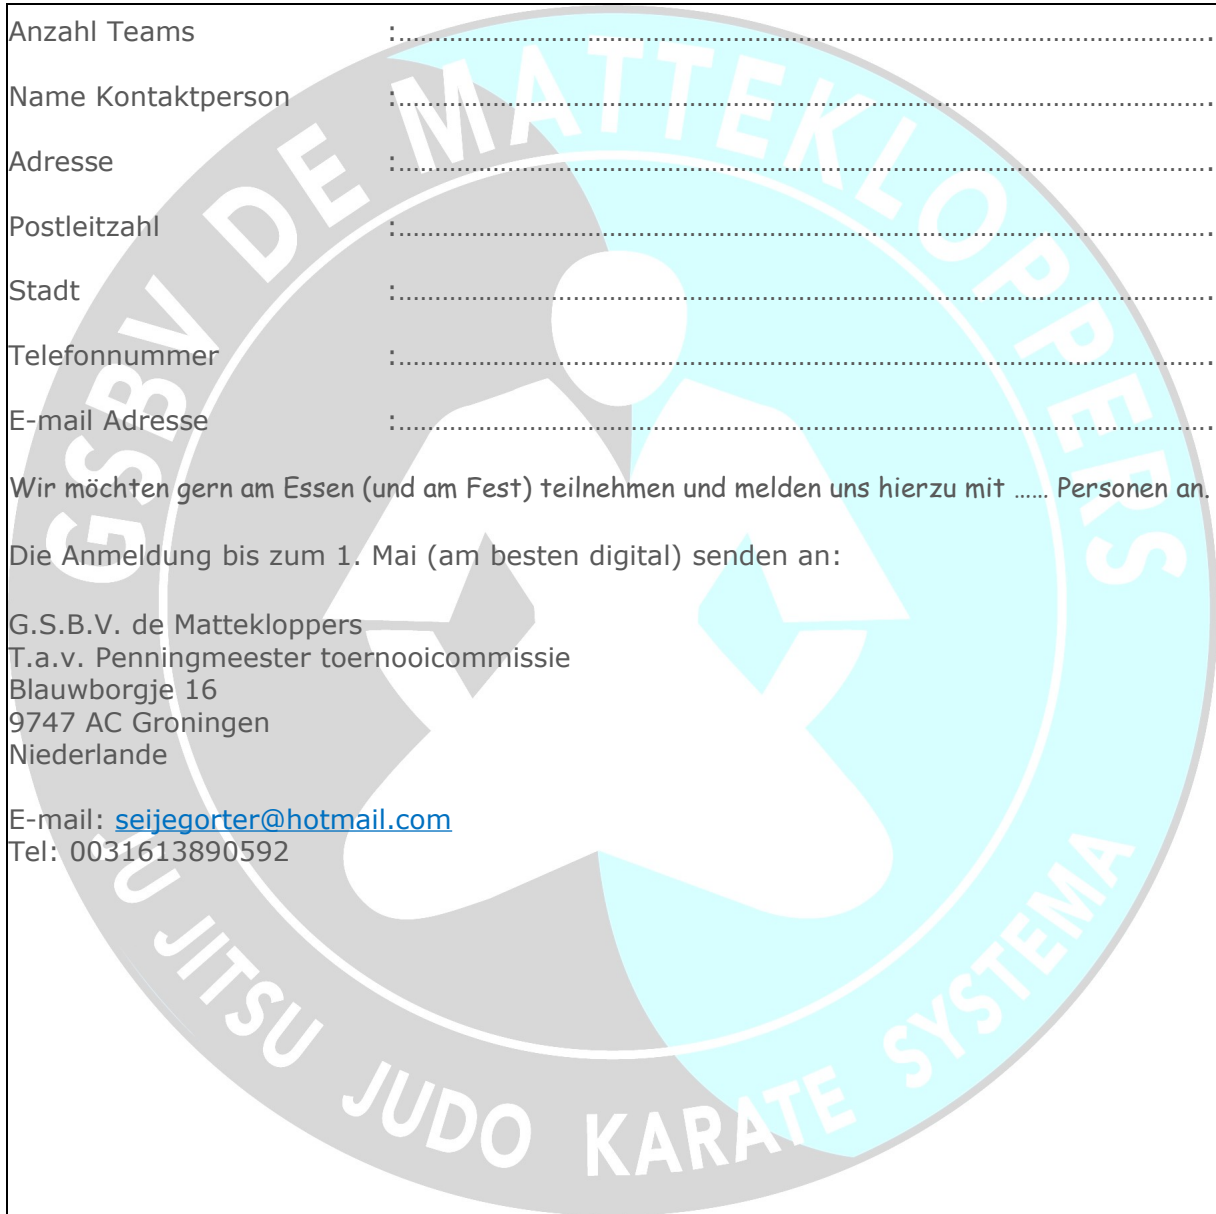 Anzahl Teams :…………………………………………………………………………………………………….
Name Kontaktperson :…………………………………………………………………………………………………….
Adresse :…………………………………………………………………………………………………….
Postleitzahl :…………………………………………………………………………………………………….
Stadt :…………………………………………………………………………………………………….
Telefonnummer :…………………………………………………………………………………………………….
E-mail Adresse :…………………………………………………………………………………………………….
Wir möchten gern am Essen (und am Fest) teilnehmen und melden uns hierzu mit …… Personen an.
Die Anmeldung bis zum 1. Mai (am besten digital) senden an:
G.S.B.V. de Mattekloppers
T.a.v. Penningmeester toernooicommissie
Blauwborgje 16
9747 AC Groningen
Niederlande
E-mail: seijegorter@hotmail.com
Tel: 0031613890592
GSBV DE MATTEKLOPPERS
JU JITSU JUDO KARATE SYSTEMA